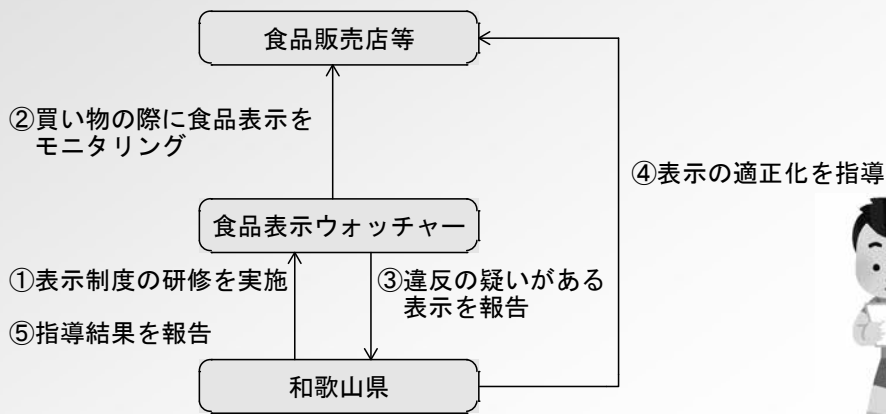 食品販売店等
②買い物の際に食品表示を
モニタリング
④表示の適正化を指導
食品表示ウォッチャー
①表示制度の研修を実施
③違反の疑いがある
表示を報告
⑤指導結果を報告
和歌山県